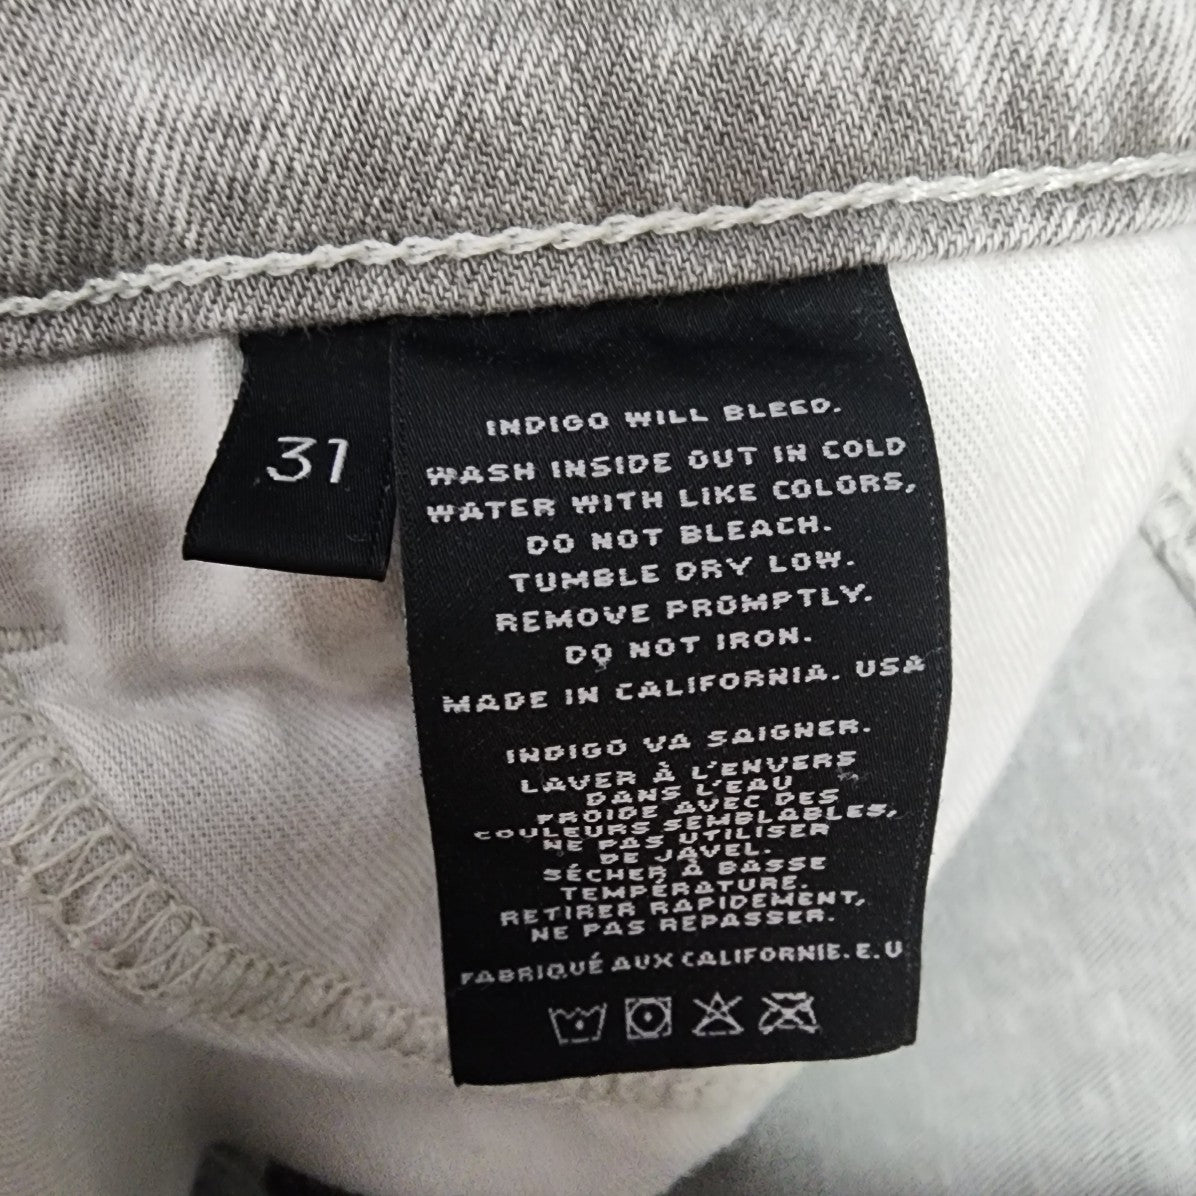 31
INDIGO WILL BLEED.
WASH INSIDE OUT IN COLD
WATER WITH LIKE COLORS,
DO NOT BLEACH.
TUMBLE DRY LOW.
REMOVE PROMPTLY.
DO NOT IRON.
MADE IN CALIFORNIA. USA
INDIGO VA SAIGNER.
LAVER À L'ENVERS
DANS L'EAU
FROIDE AVEC DES
COULEURS SEMBLABLES,
NE PAS UTILISER
DE JAVEL.
SÉCHER À BASSE
TEMPÉRATURE.
RETIRER RAPIDEMENT,
NE PAS REPASSER.
FABRIQUÉ AUX CALIFORNIE.E.U